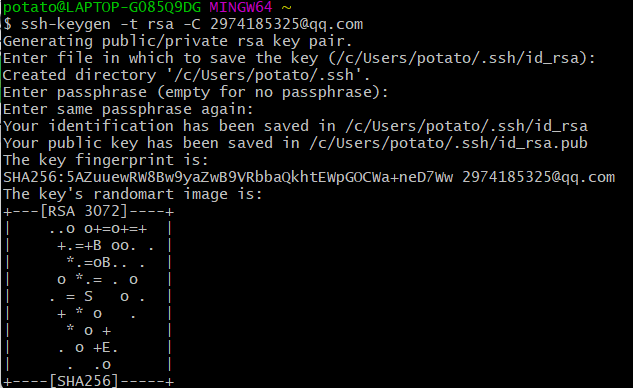 potato@LAPTOP-G085Q9DG MINGW64 ~
$ ssh-keygen -t rsa -C 2974185325@qq.com
Generating public/private rsa key pair.
Enter file in which to save the key (/c/Users/potato/.ssh/id_rsa):
Created directory '/c/Users/potato/.ssh'.
Enter passphrase (empty for no passphrase):
Enter same passphrase again:
Your identification has been saved in /c/Users/potato/.ssh/id_rsa
Your public key has been saved in /c/Users/potato/.ssh/id_rsa.pub
The key fingerprint is:
SHA256:5AZuuewRW8Bw9yaZwB9VRbbaQkhtEWpGOCWa+neD7Ww 2974185325@qq.com
The key's randomart image is:
+---[RSA 3072]----+
|    ..o o+=o+=+  |
|     +.=+B oo. . |
|      *.=oB.. .  |
|     o *.= . o   |
|    . = S   o .  |
|     + * o   .   |
|      * o +      |
|     . o +E.     |
|      .  .o      |
+----[SHA256]-----+